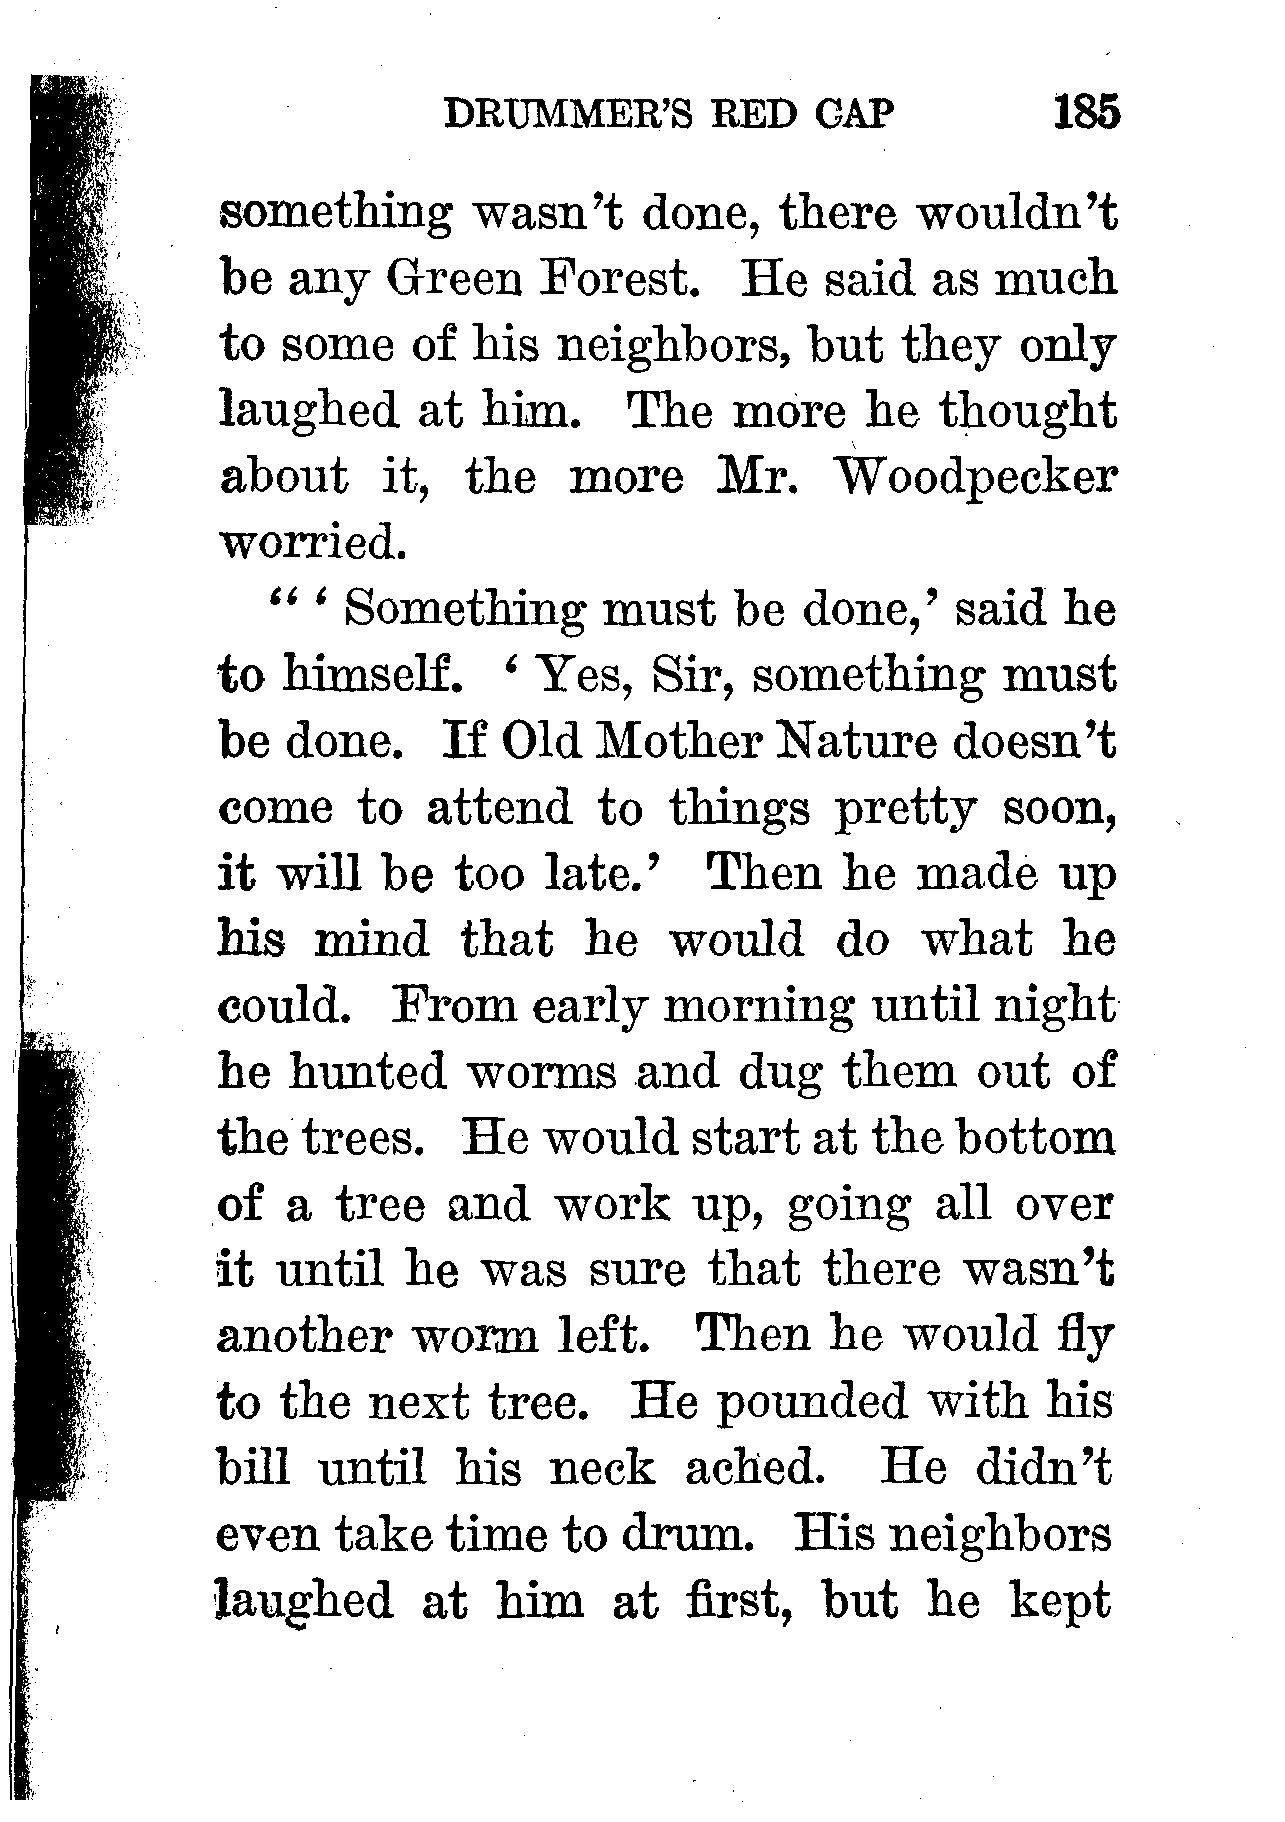 DRUMMER'S RED CAP 185
something wasn't done, there wouldn't
be any Green Forest. He said as much
to some of his neighbors, but they only
laughed at him. The more he thought
about it, the more Mr. Woodpecker
worried.
"'Something must be done,' said he
to himself. 'Yes, Sir, something must
be done. If Old Mother Nature doesn't
come to attend to things pretty soon,
it will be too late.' Then he made up
his mind that he would do what he
could. From early morning until night
he hunted worms and dug them out of
the trees. He would start at the bottom
of a tree and work up, going all over
it until he was sure that there wasn't
another worm left. Then he would fly
to the next tree. He pounded with his
bill until his neck ached. He didn't
even take time to drum. His neighbors
laughed at him at first, but he kept